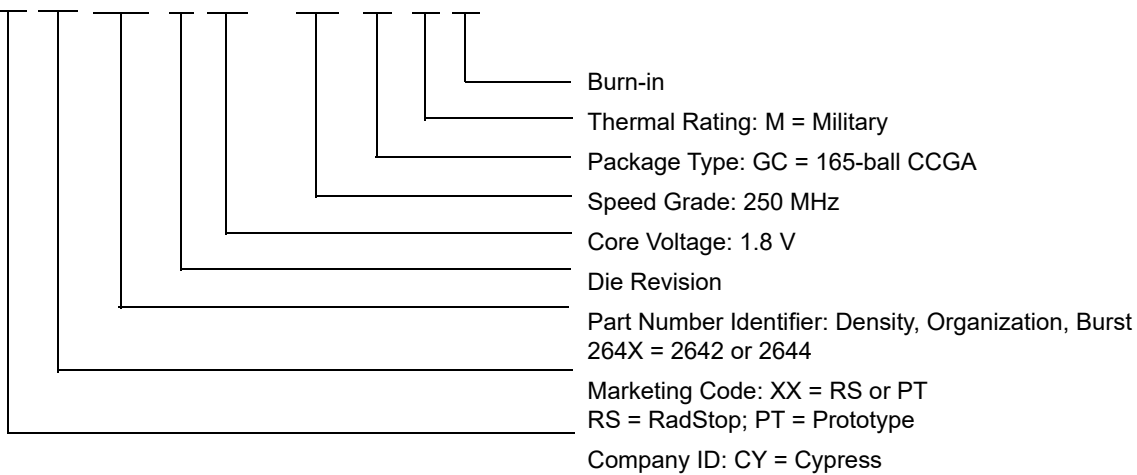 Burn-in
Thermal Rating: M = Military
Package Type: GC = 165-ball CCGA
Speed Grade: 250 MHz
Core Voltage: 1.8 V
Die Revision
Part Number Identifier: Density, Organization, Burst
264X = 2642 or 2644
Marketing Code: XX = RS or PT
RS = RadStop; PT = Prototype
Company ID: CY = Cypress